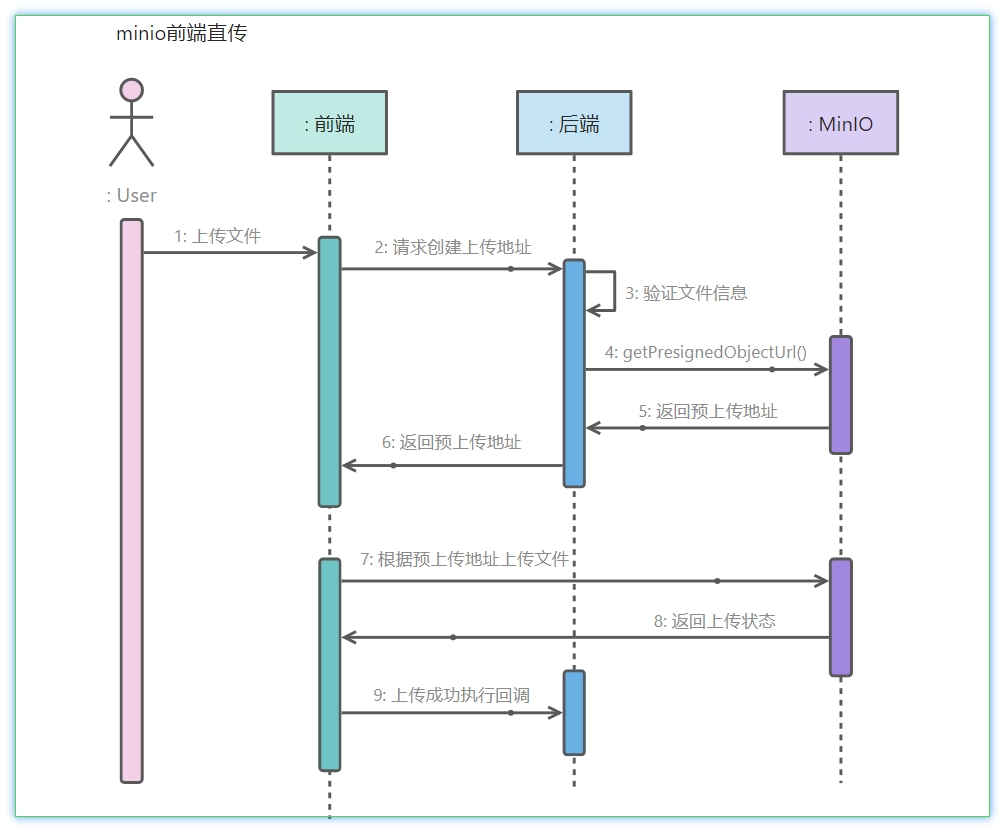 minio前端直传
: 前端
: 后端
: MinIO
: User
1: 上传文件
2: 请求创建上传地址
3: 验证文件信息
4: getPresignedObjectUrl()
5: 返回预上传地址
6: 返回预上传地址
7: 根据预上传地址上传文件
8: 返回上传状态
9: 上传成功执行回调